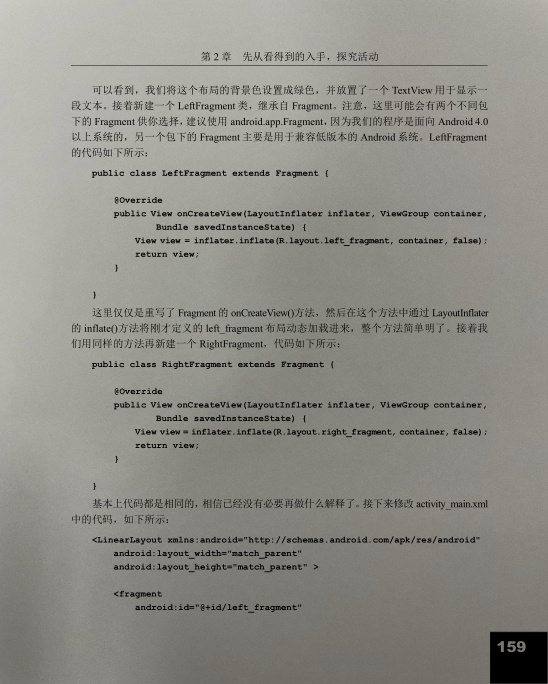 第 2 章 先从看得到的入手，探究活动
可以看到，我们将这个布局的背景色设置成绿色，并放置了一个 TextView 用于显示一
段文本。接着新建一个 LeftFragment 类，继承自 Fragment。注意，这里可能会有两个不同包
下的 Fragment 供你选择，建议使用 android.app.Fragment，因为我们的程序是面向 Android 4.0
以上系统的，另一个包下的 Fragment 主要是用于兼容低版本的 Android 系统。LeftFragment
的代码如下所示：
public class LeftFragment extends Fragment {
@Override
public View onCreateView(LayoutInflater inflater, ViewGroup container,
Bundle savedInstanceState) {
View view = inflater.inflate(R.layout.left_fragment, container, false);
return view;
}
}
这里仅仅是重写了 Fragment 的 onCreateView()方法，然后在这个方法中通过 LayoutInflater
的 inflate()方法将刚才定义的 left_fragment 布局动态加载进来，整个方法简单明了。接着我
们用同样的方法再新建一个 RightFragment，代码如下所示：
public class RightFragment extends Fragment {
@Override
public View onCreateView(LayoutInflater inflater, ViewGroup container,
Bundle savedInstanceState) {
View view = inflater.inflate(R.layout.right_fragment, container, false);
return view;
}
}
基本上代码都是相同的，相信已经没有必要再做什么解释了。接下来修改 activity_main.xml
中的代码，如下所示：
<LinearLayout xmlns:android="http://schemas.android.com/apk/res/android"
android:layout_width="match_parent"
android:layout_height="match_parent" >
<fragment
android:id="@+id/left_fragment"
159